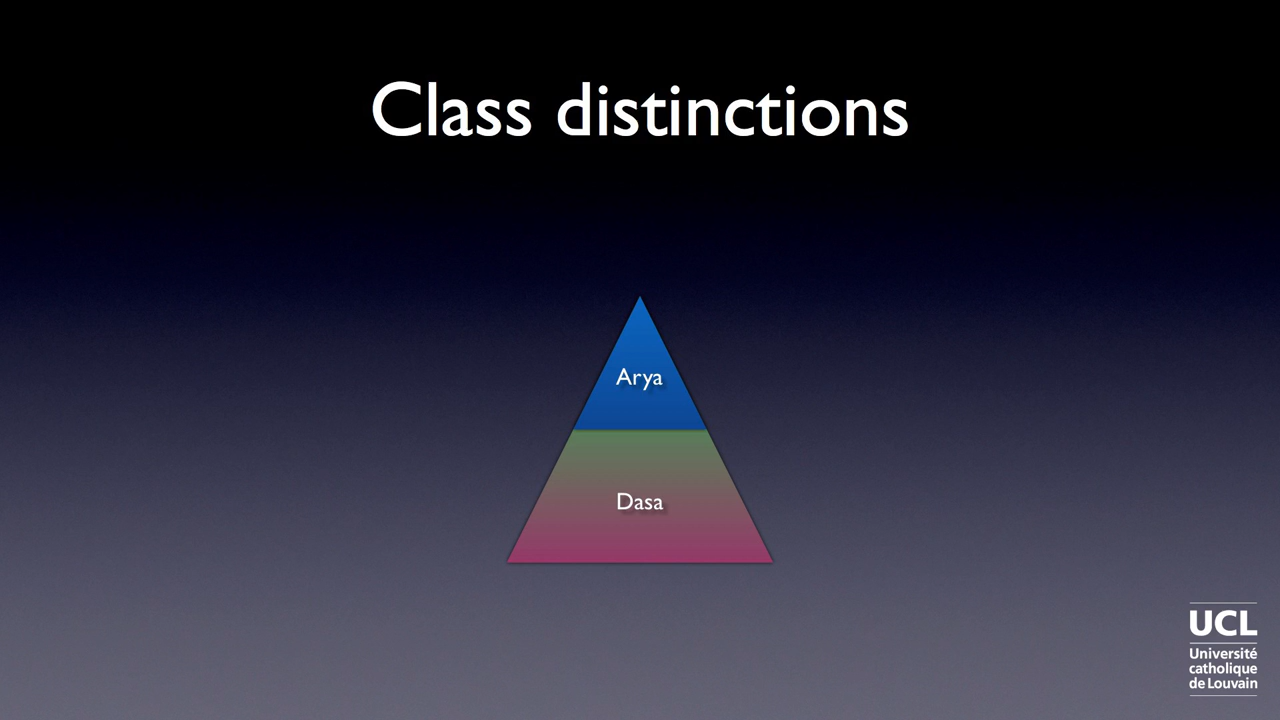 Class distinctions
Arya
Dasa
UCL
Université
catholique
de Louvain